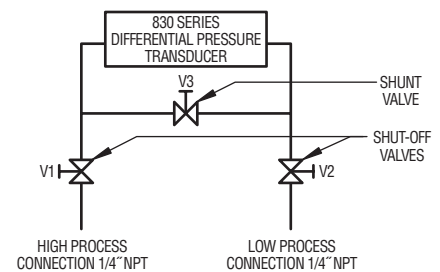 830 SERIES
DIFFERENTIAL PRESSURE
TRANSDUCER
V3
SHUNT
VALVE
SHUT-OFF
VALVES
V1
V2
HIGH PROCESS
CONNECTION 1/4˝NPT
LOW PROCESS
CONNECTION 1/4˝NPT